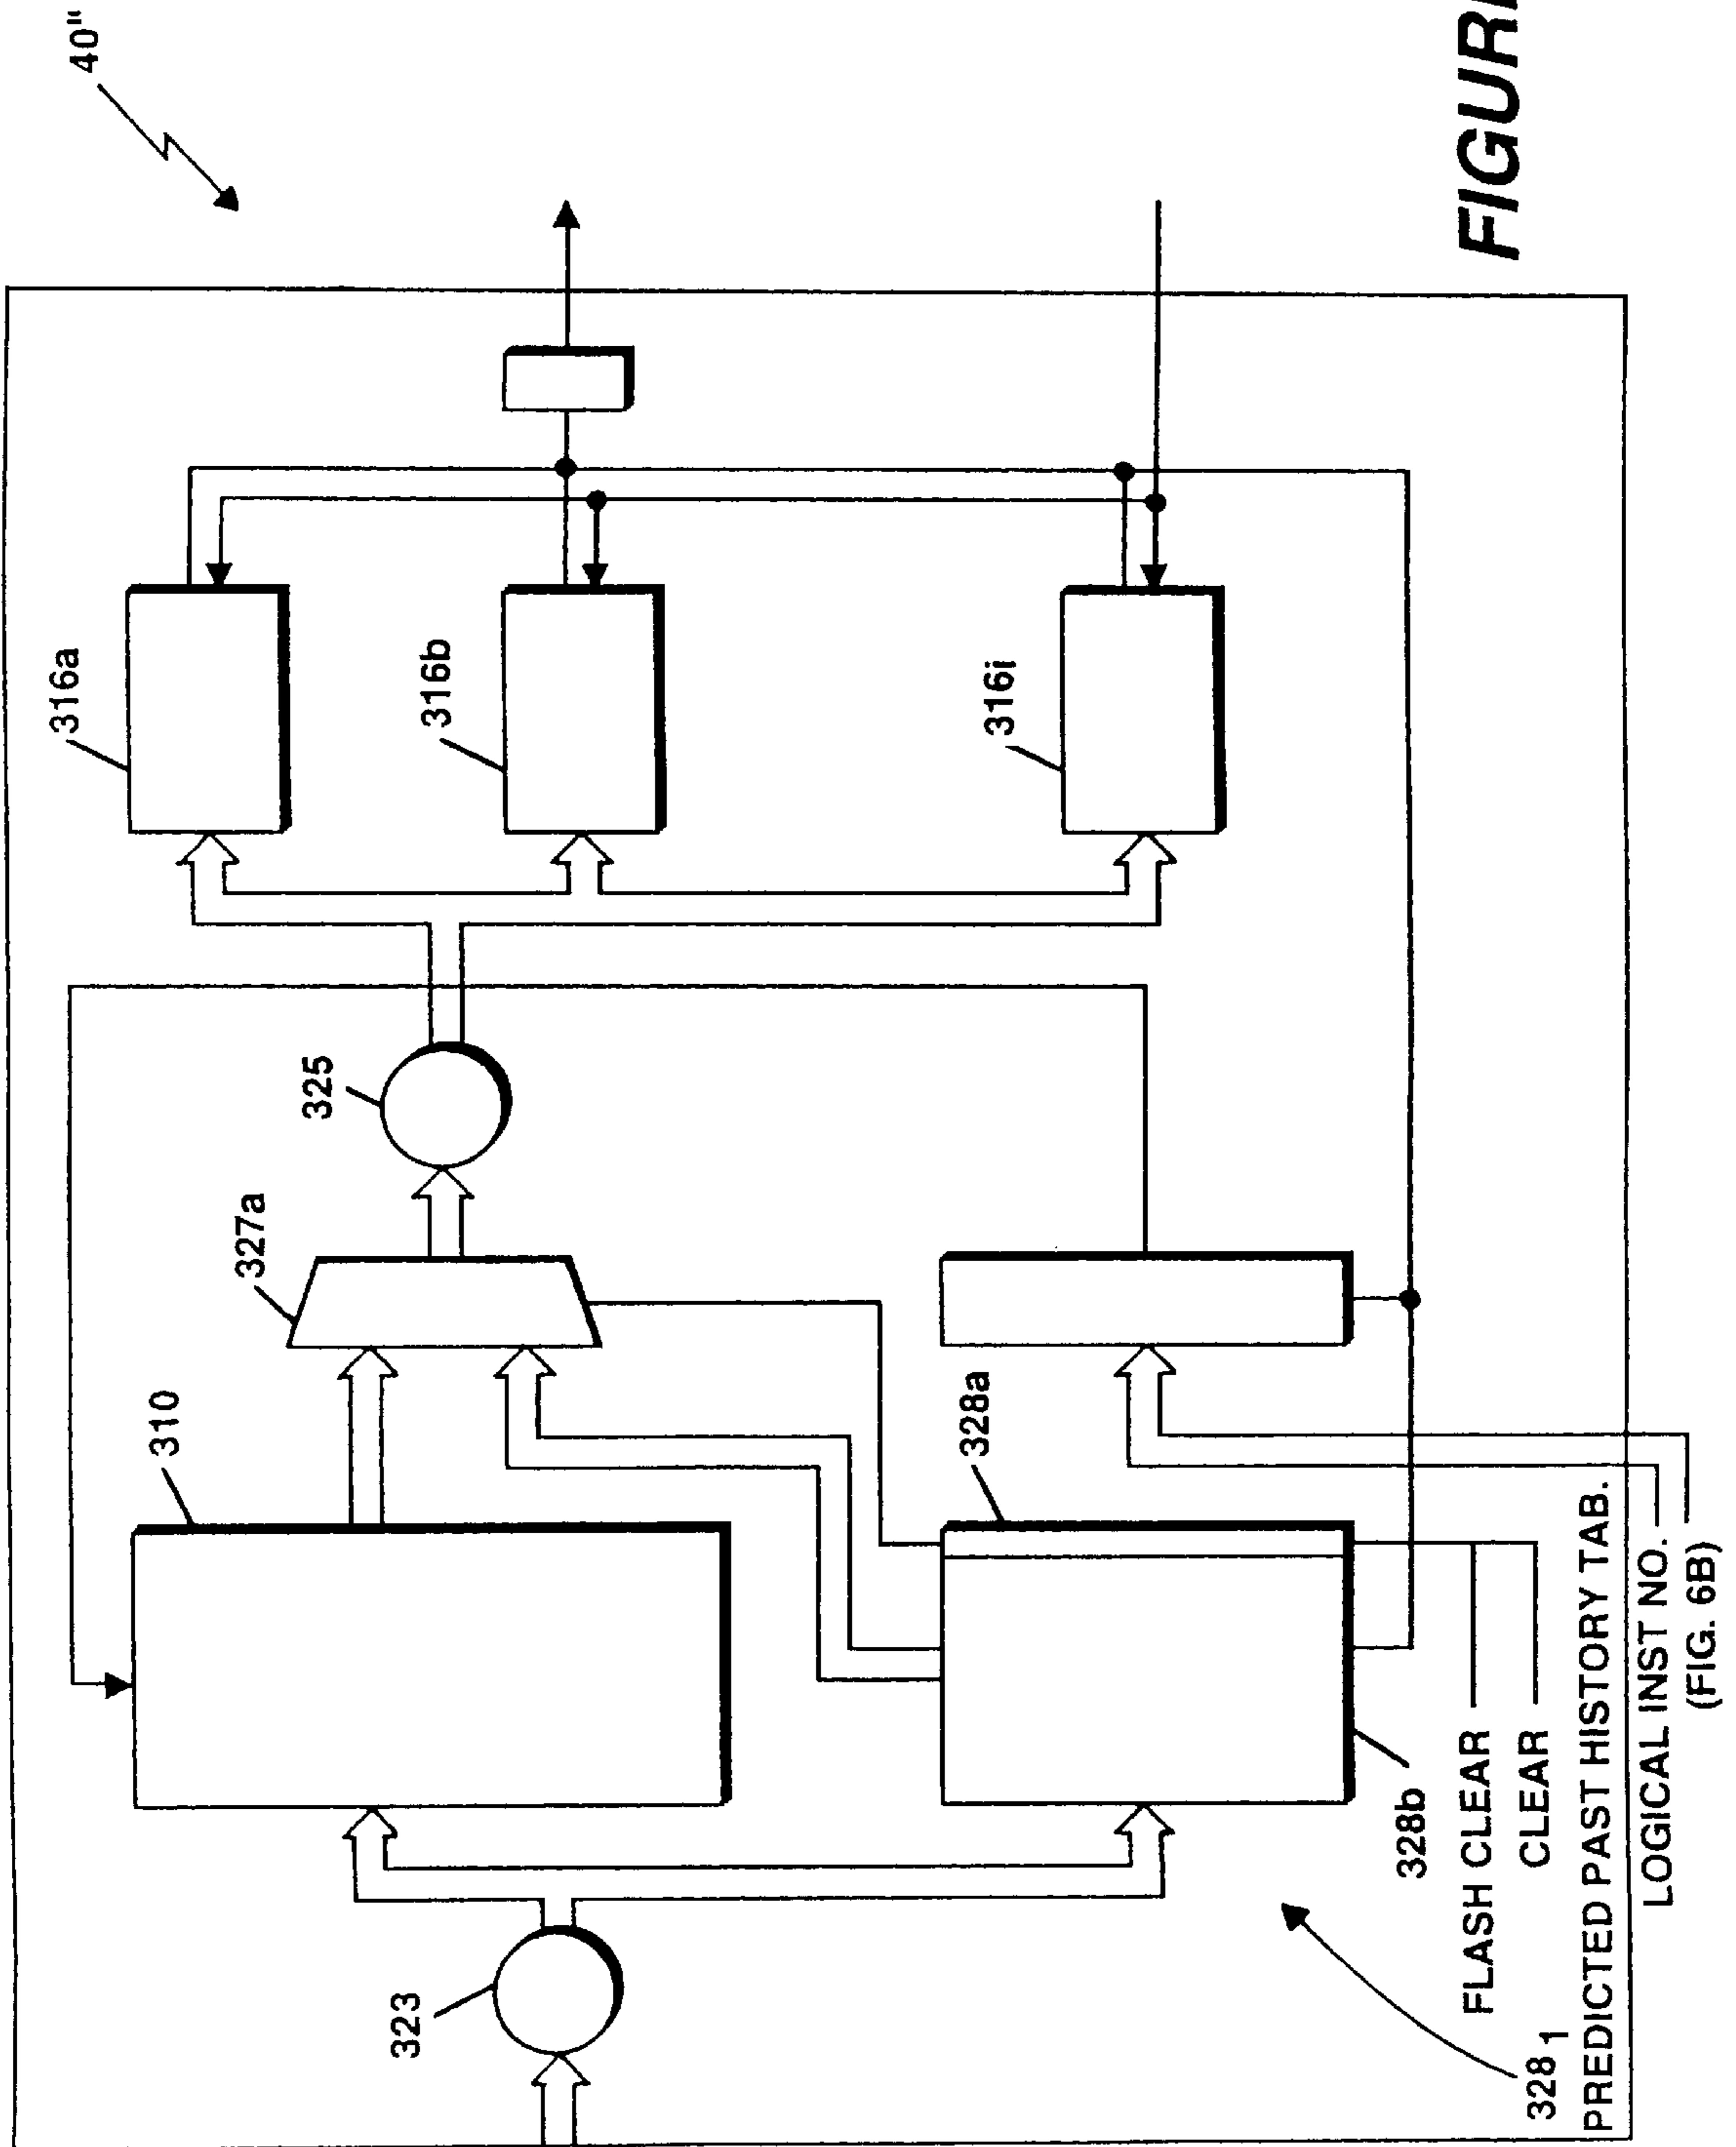 40"
316a
316b
316i
325
327a
310
328a
323
328b
FLASH CLEAR
CLEAR
328 1
PREDICTED PAST HISTORY TAB.
LOGICAL INST NO.
(FIG. 6B)